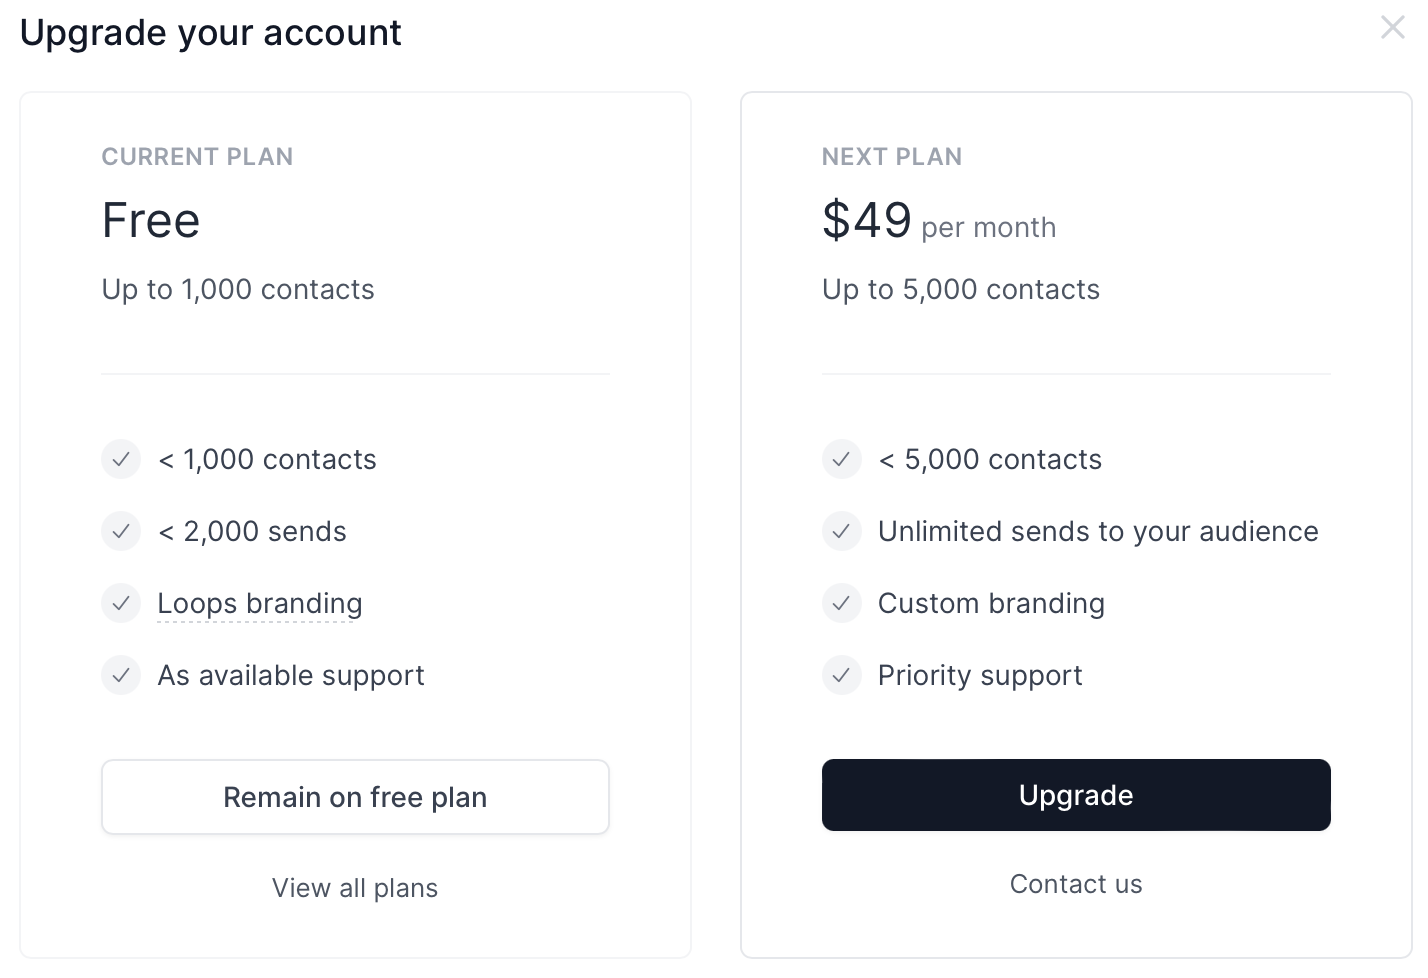 Upgrade your account
CURRENT PLAN
Free
Up to 1,000 contacts
< 1,000 contacts
< 2,000 sends
Loops branding
As available support
Remain on free plan
View all plans
NEXT PLAN
$49 per month
Up to 5,000 contacts
< 5,000 contacts
Unlimited sends to your audience
Custom branding
Priority support
Upgrade
Contact us